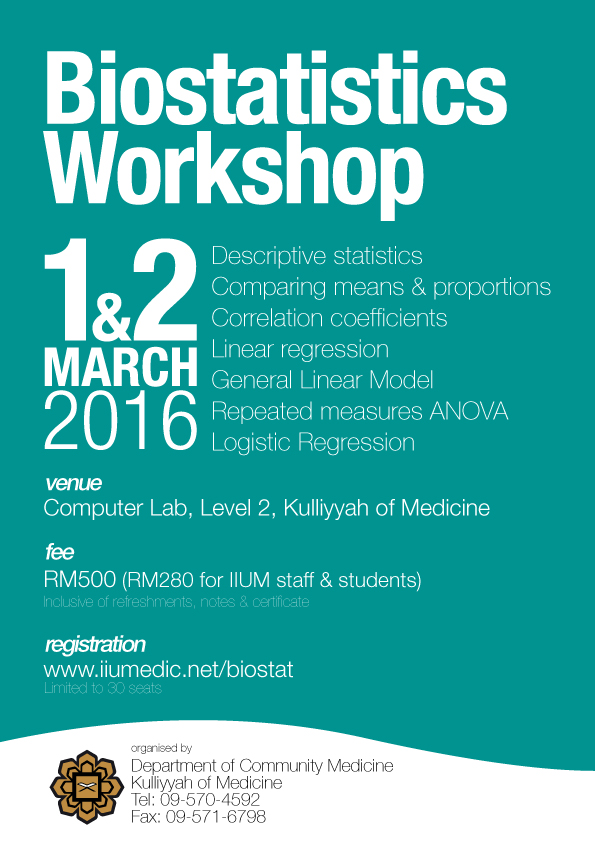 Biostatistics
Workshop
1&2
MARCH
2016
Descriptive statistics
Comparing means & proportions
Correlation coefficients
Linear regression
General Linear Model
Repeated measures ANOVA
Logistic Regression
venue
Computer Lab, Level 2, Kulliyyah of Medicine
fee
RM500 (RM280 for IIUM staff & students)
Inclusive of refreshments, notes & certificate
registration
www.iiumedic.net/biostat
Limited to 30 seats
organised by
Department of Community Medicine
Kulliyyah of Medicine
Tel: 09-570-4592
Fax: 09-571-6798